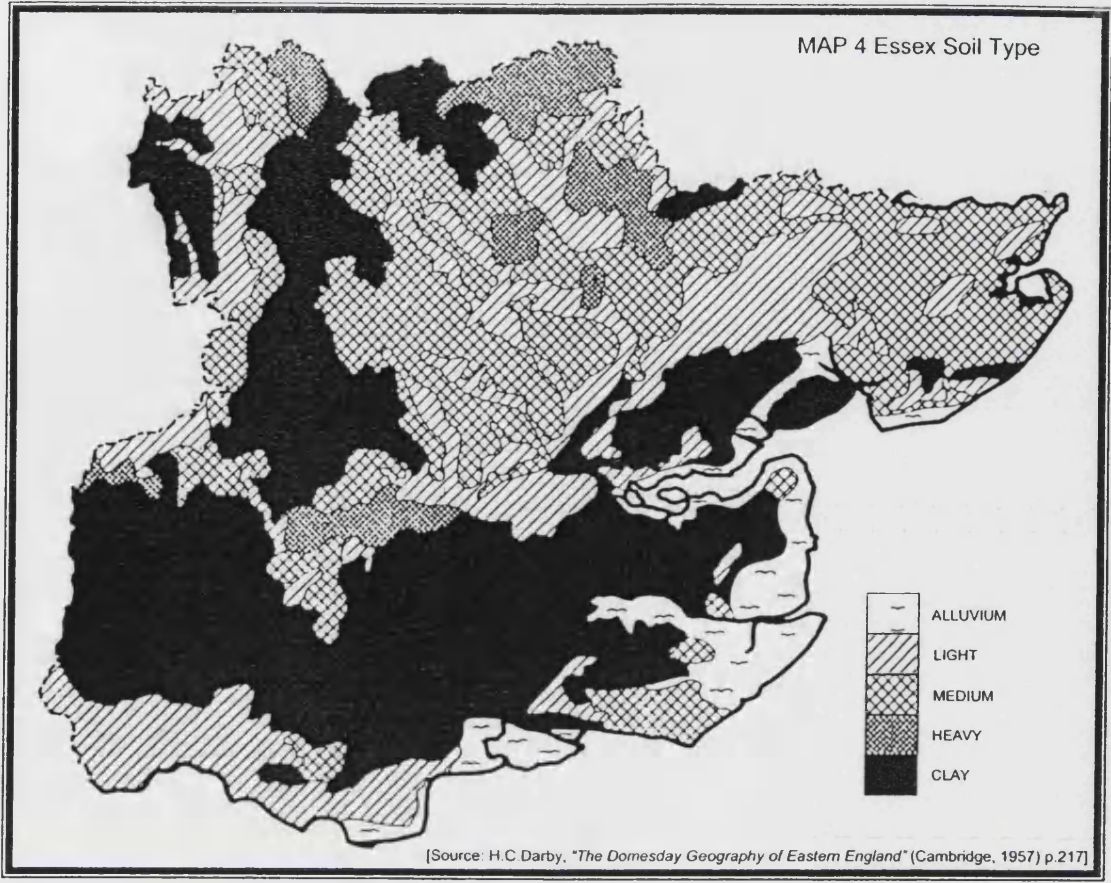 MAP 4 Essex Soil Type
ALLUVIUM
LIGHT
MEDIUM
HEAVY
CLAY
[Source: H.C.Darby, "The Domesday Geography of Eastern England" (Cambridge, 1957) p.217]